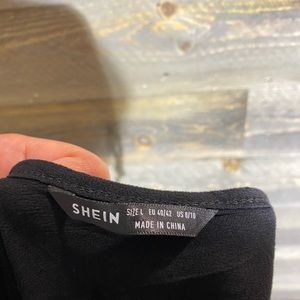 SHEIN
SIZE L EU 40/42 US 8/10
MADE IN CHINA